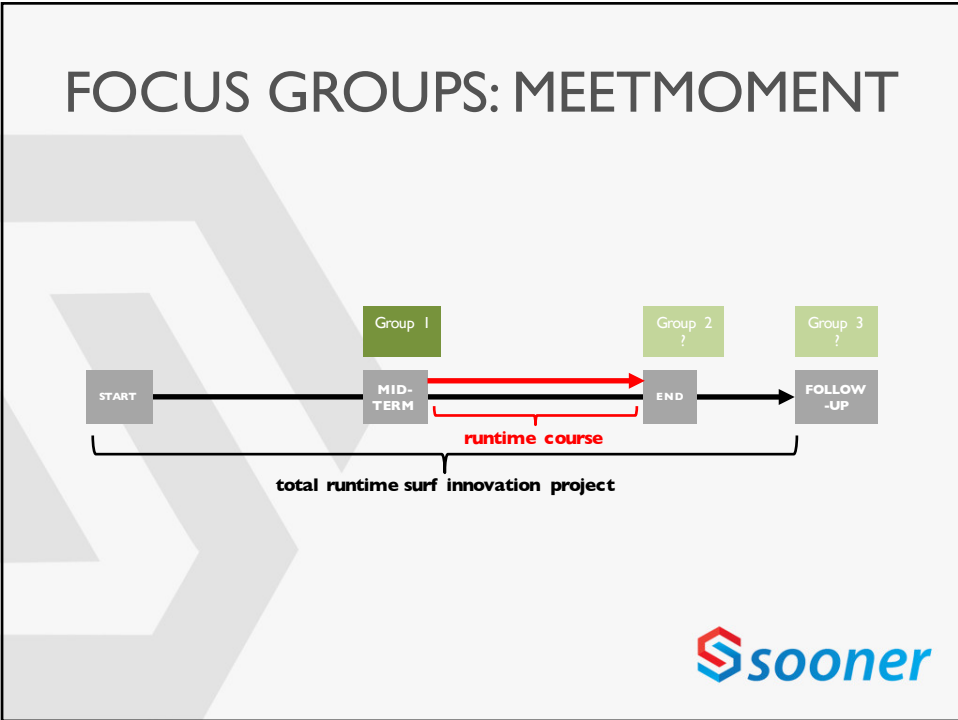 FOCUS GROUPS: MEETMOMENT
Group 1
Group 2
?
Group 3
?
START
MID-
TERM
END
FOLLOW
-UP
runtime course
total runtime surf innovation project
sooner